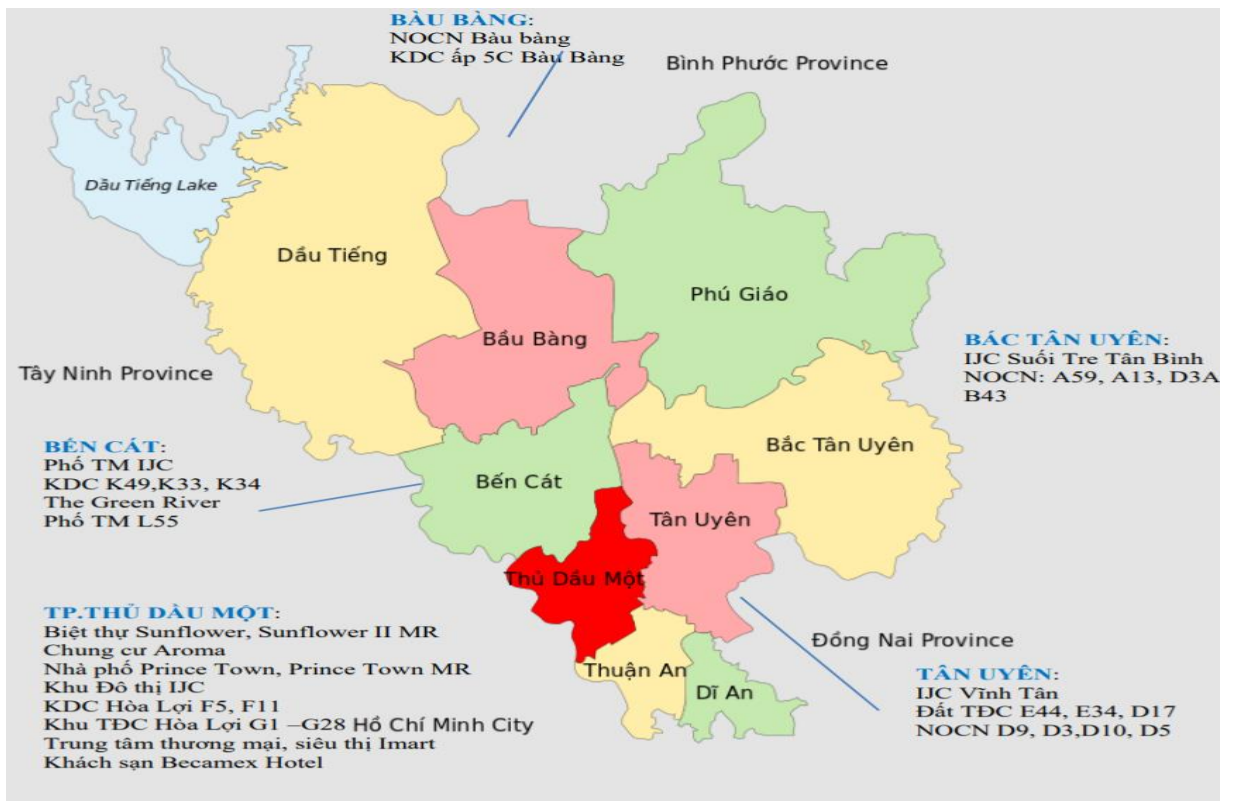 BÀU BÀNG:
NOCN Bàu bàng
KDC ấp 5C Bàu Bàng
Bình Phước Province
Dầu Tiếng Lake
Dầu Tiếng
Phú Giáo
Bầu Bàng
BÁC TÂN UYÊN:
IJC Suối Tre Tân Bình
NOCN: A59, A13, D3A
B43
Tây Ninh Province
Bắc Tân Uyên
BẾN CÁT:
Phố TM IJC
KDC K49,K33, K34
The Green River
Phố TM L55
Bến Cát
Tân Uyên
Thủ Dầu Một
TP.THỦ DẦU MỘT:
Biệt thự Sunflower, Sunflower II MR
Chung cư Aroma
Nhà phố Prince Town, Prince Town MR
Khu Đô thị IJC
KDC Hòa Lợi F5, F11
Khu TĐC Hòa Lợi G1 –G28
Trung tâm thương mại, siêu thị Imart
Khách sạn Becamex Hotel
Hồ Chí Minh City
Thuận An
Dĩ An
Đồng Nai Province
TÂN UYÊN:
IJC Vĩnh Tân
Đất TĐC E44, E34, D17
NOCN D9, D3,D10, D5